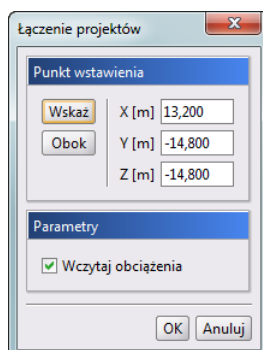 Łączenie projektów
Punkt wstawienia
Wskaż X [m] 13,200
Obok Y [m] -14,800
Z [m] -14,800
Parametry
Wczytaj obciążenia
OK Anuluj